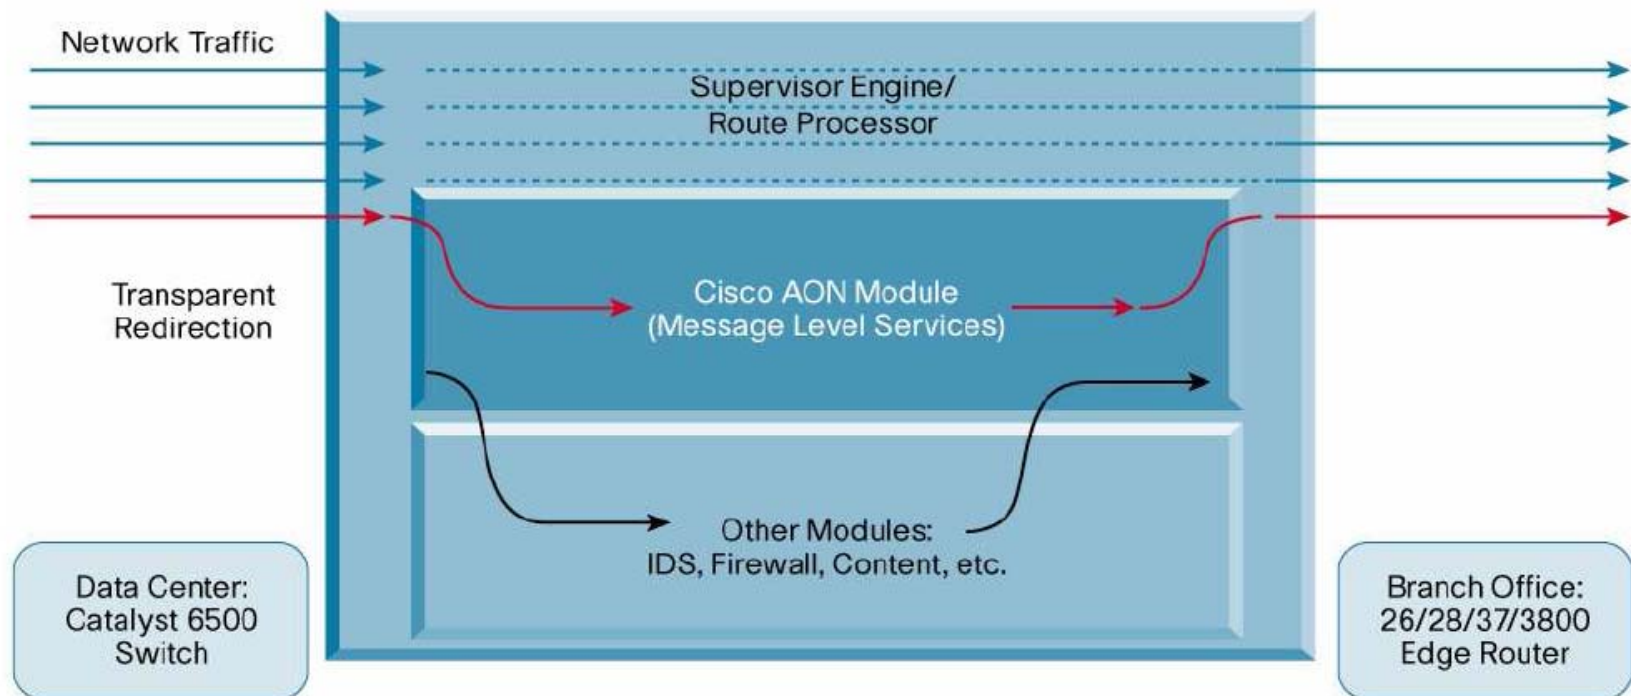 Network Traffic
Supervisor Engine/
Route Processor
Transparent
Redirection
Cisco AON Module
(Message Level Services)
Other Modules:
IDS, Firewall, Content, etc.
Data Center:
Catalyst 6500
Switch
Branch Office:
26/28/37/3800
Edge Router